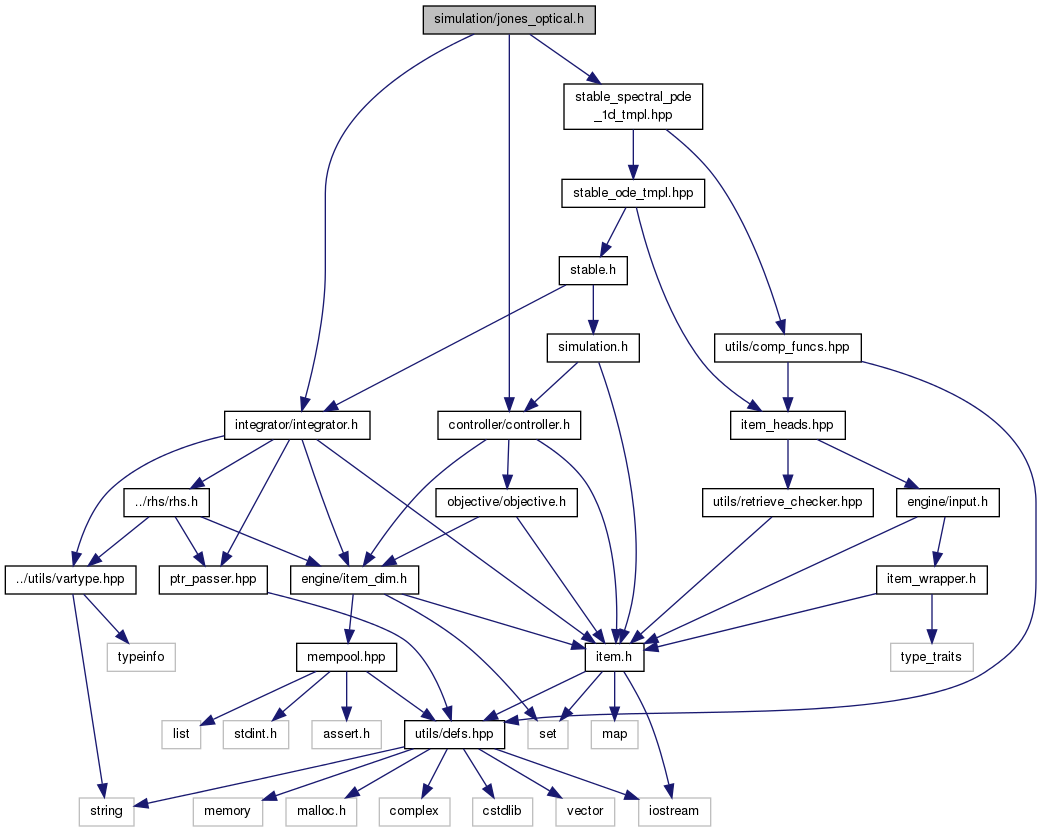 simulation/jones_optical.h
stable_spectral_pde
_1d_tmpl.hpp
stable_ode_tmpl.hpp
stable.h
simulation.h
utils/comp_funcs.hpp
integrator/integrator.h
controller/controller.h
item_heads.hpp
../rhs/rhs.h
objective/objective.h
utils/retrieve_checker.hpp
engine/input.h
../utils/vartype.hpp
ptr_passer.hpp
engine/item_dim.h
item_wrapper.h
typeinfo
mempool.hpp
item.h
type_traits
list
stdint.h
assert.h
utils/defs.hpp
set
map
string
memory
malloc.h
complex
cstdlib
vector
iostream